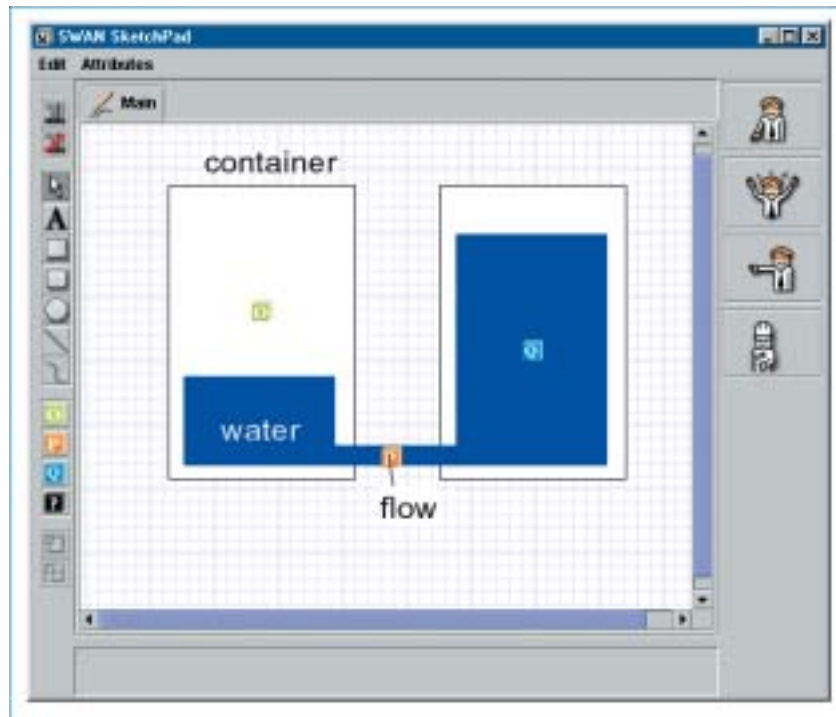 SWAN SketchPad
Edit Attributes
Main
container
O
Q
water
P
flow
O
P
Q
?
A